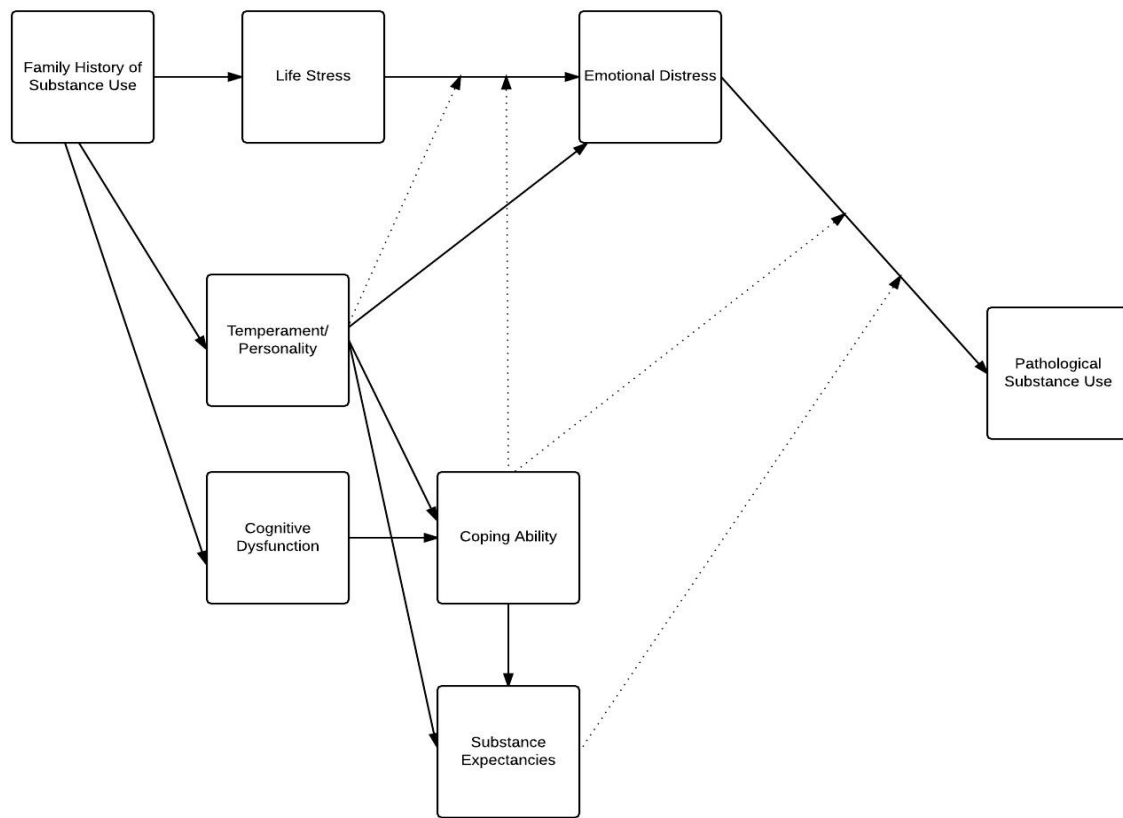 Family History of
Substance Use
Life Stress
Emotional Distress
Temperament/
Personality
Pathological
Substance Use
Cognitive
Dysfunction
Coping Ability
Substance
Expectancies